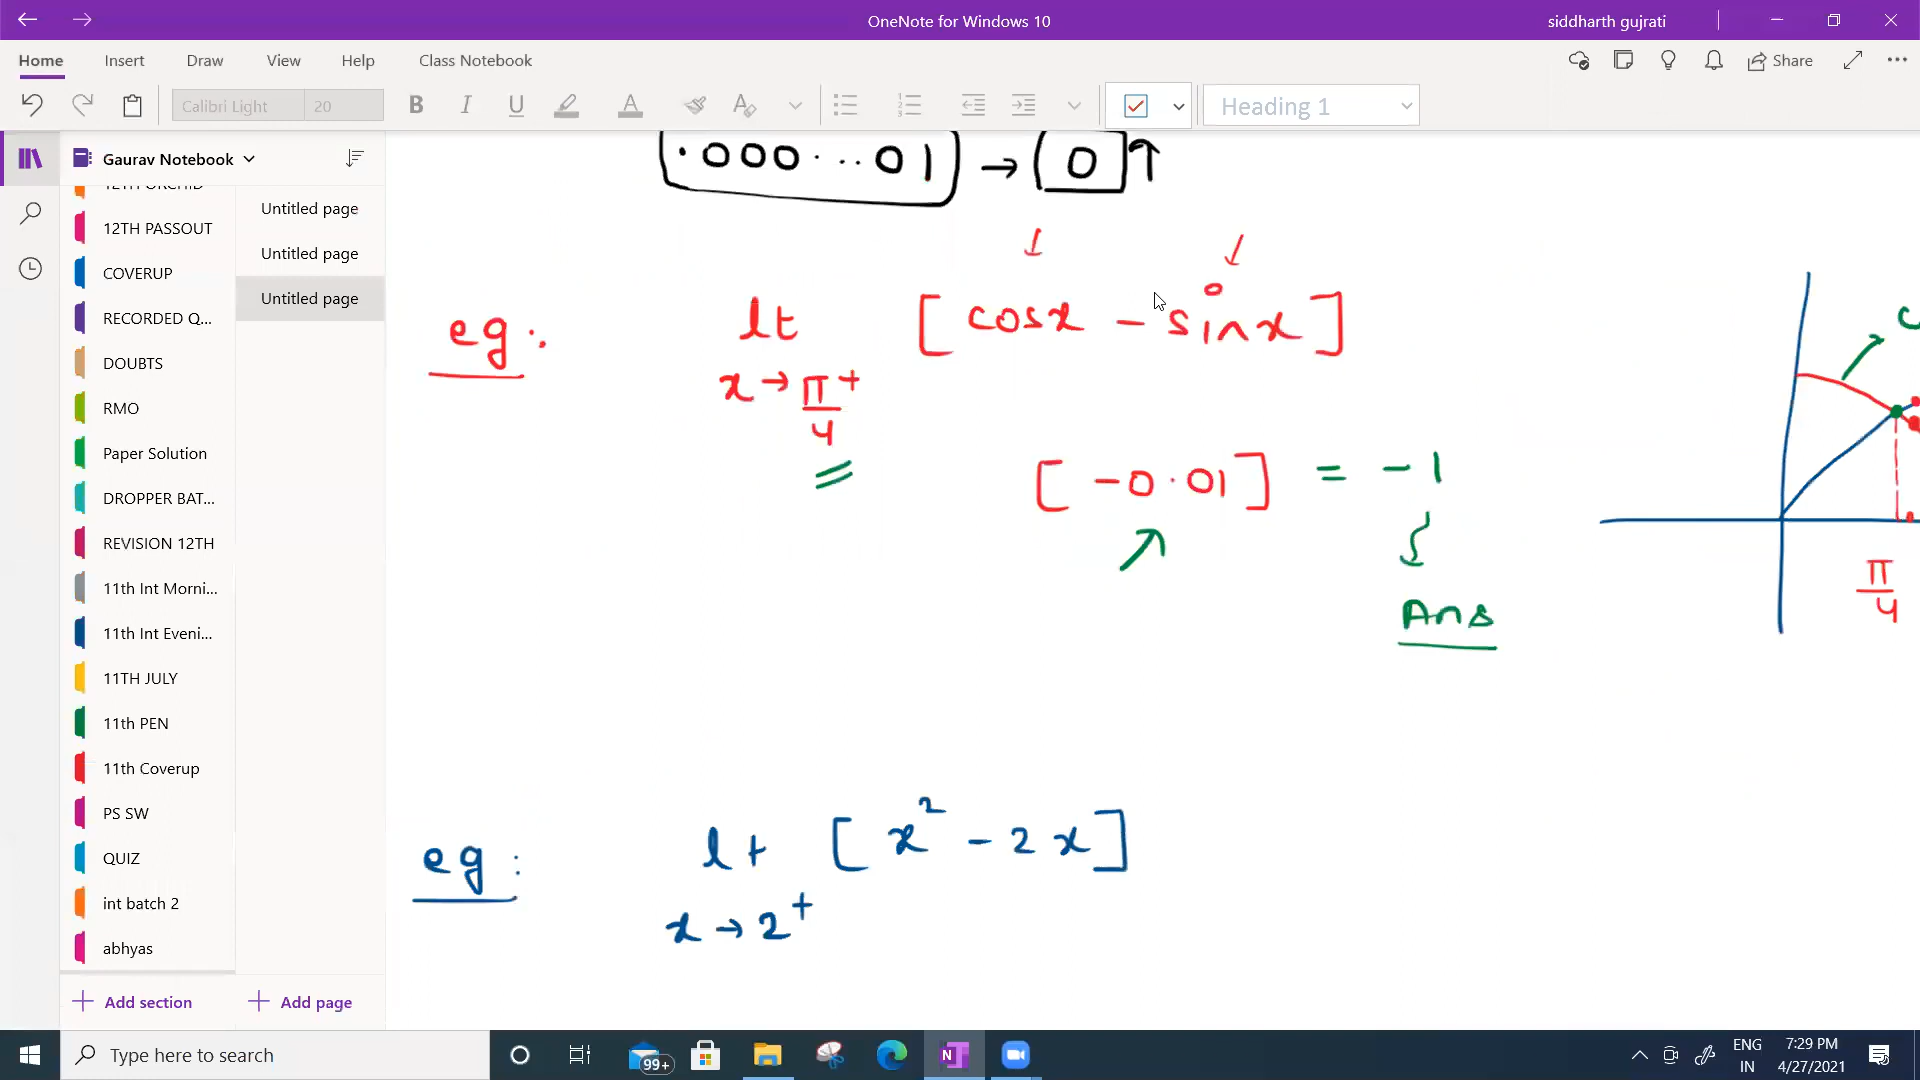 OneNote for Windows 10
siddharth gujrati
Home Insert Draw View Help Class Notebook
Share
Calibri Light 20
B I U A
Heading 1
Gaurav Notebook
12TH ORCHID
12TH PASSOUT
COVERUP
RECORDED Q...
DOUBTS
RMO
Paper Solution
DROPPER BAT...
REVISION 12TH
11th Int Morni...
11th Int Eveni...
11TH JULY
11th PEN
11th Coverup
PS SW
QUIZ
int batch 2
abhyas
Add section
Untitled page
Untitled page
Untitled page
Add page
·000·...01 → 0 ↑
eg: lt [cosx - sinx]
x → π/4⁺
[-0.01] = -1
Ans
C
π/4
eg: lt [x² - 2x]
x → 2⁺
Type here to search
99+
N
ENG
IN
7:29 PM
4/27/2021